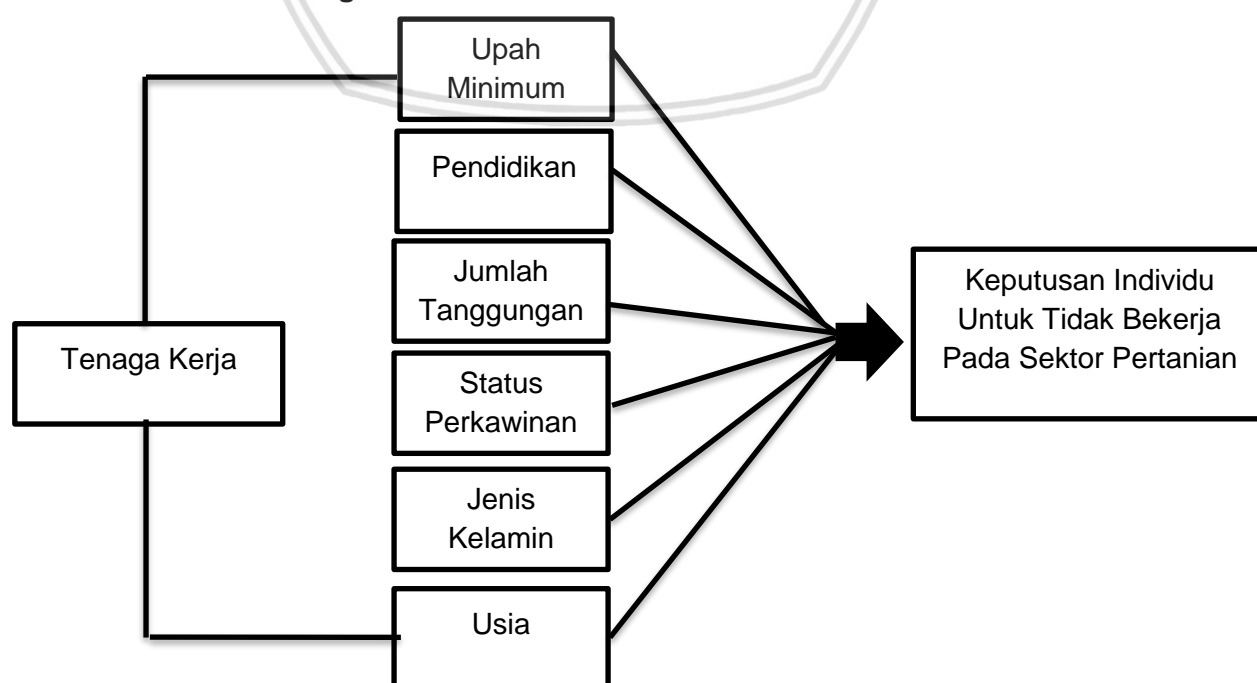 Upah
Minimum
Pendidikan
Jumlah
Tanggungan
Status
Perkawinan
Jenis
Kelamin
Usia
Tenaga Kerja
Keputusan Individu
Untuk Tidak Bekerja
Pada Sektor Pertanian